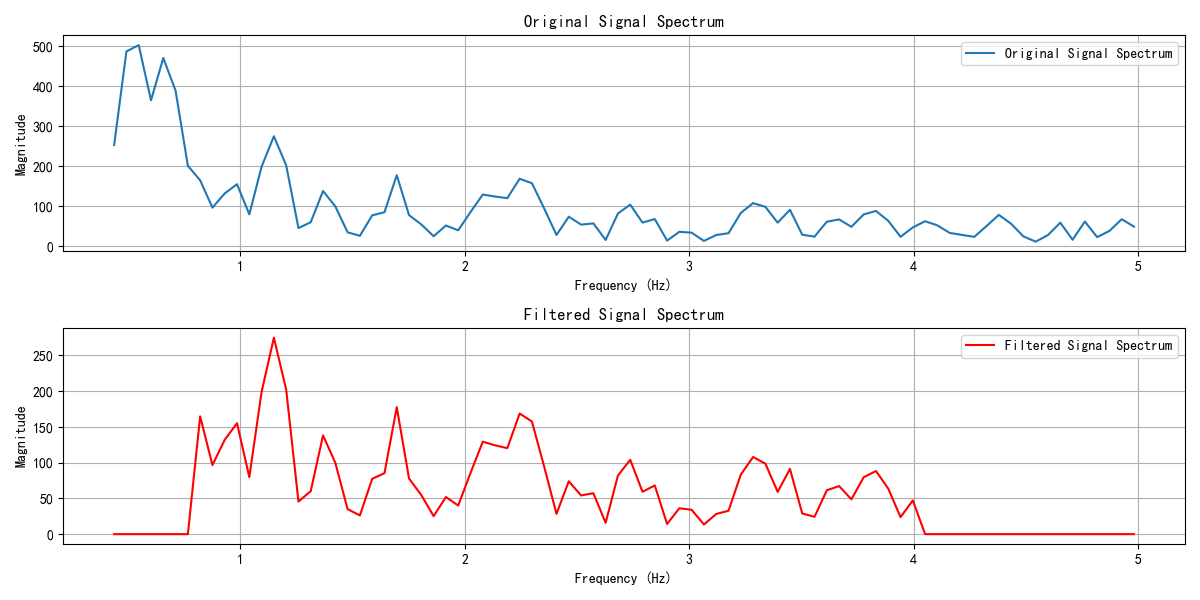 Original Signal Spectrum
Original Signal Spectrum
Magnitude
500
400
300
200
100
0
1
2
3
4
5
Frequency (Hz)
Filtered Signal Spectrum
Filtered Signal Spectrum
Magnitude
250
200
150
100
50
0
1
2
3
4
5
Frequency (Hz)